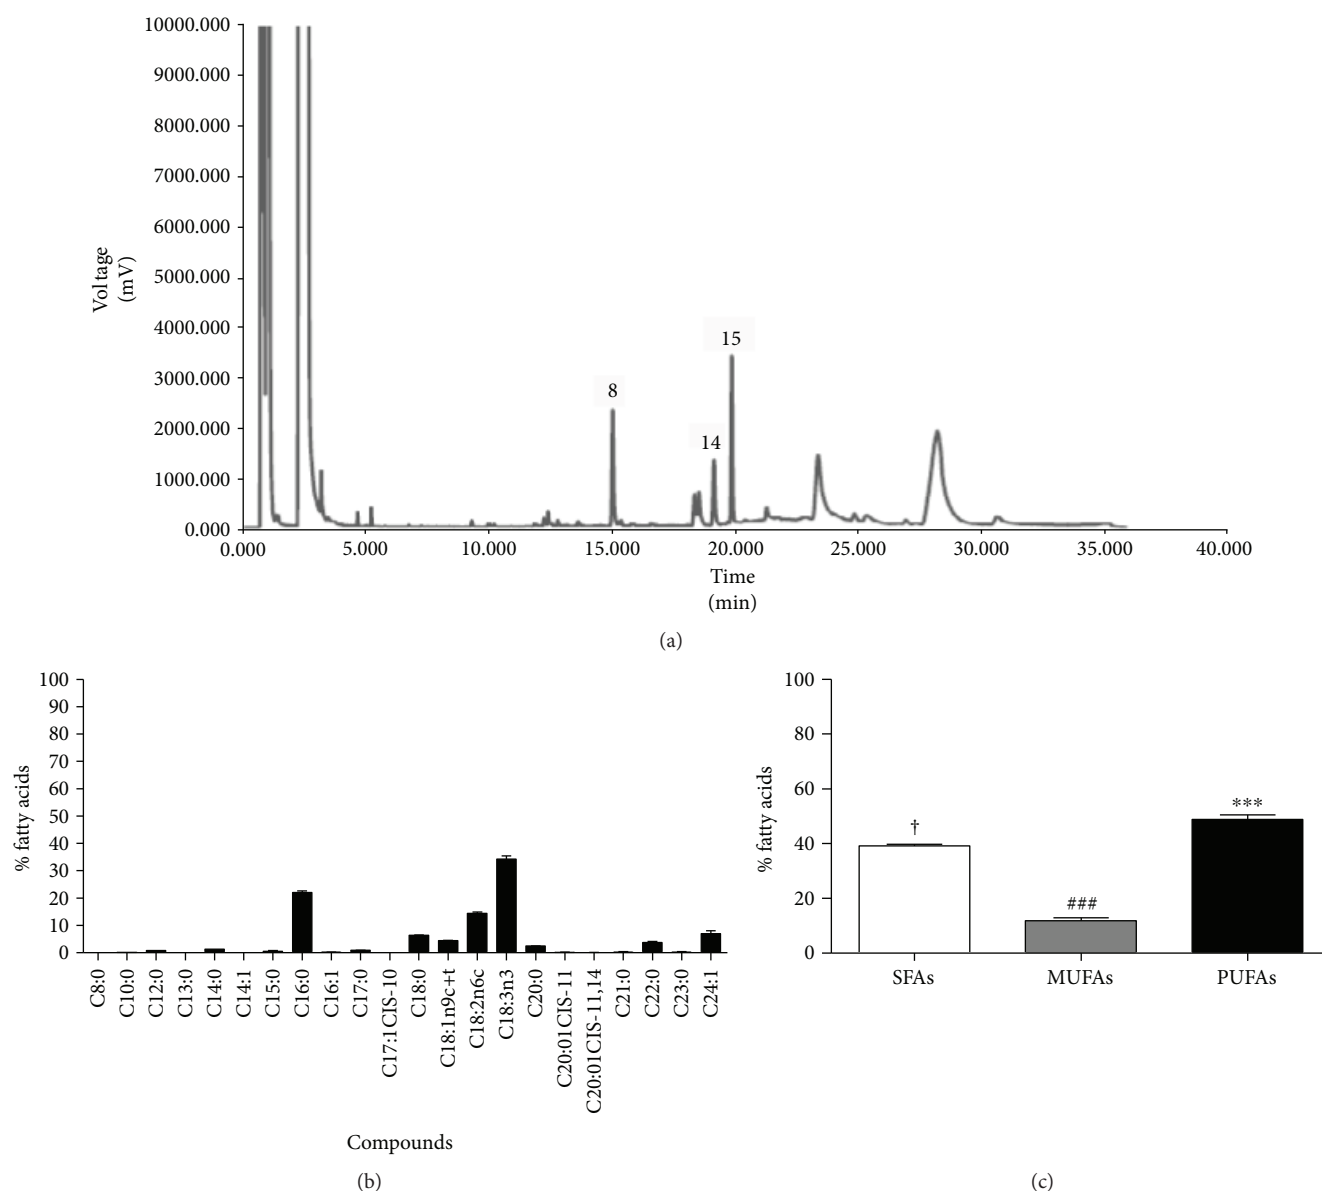 10000.000
9000.000
8000.000
7000.000
6000.000
5000.000
4000.000
3000.000
2000.000
1000.000
0.000
Voltage
(mV)
8
14
15
0.000 5.000 10.000 15.000 20.000 25.000 30.000 35.000 40.000
Time
(min)
(a)
100
90
80
70
60
50
40
30
20
10
0
% fatty acids
C8:0
C10:0
C12:0
C13:0
C14:0
C14:1
C15:0
C16:0
C16:1
C17:0
C17:1CIS-10
C18:0
C18:1n9c+t
C18:2n6c
C18:3n3
C20:0
C20:01CIS-11
C20:01CIS-11,14
C21:0
C22:0
C23:0
C24:1
Compounds
(b)
100
80
60
40
20
0
% fatty acids
†
###
***
SFAs MUFAs PUFAs
(c)